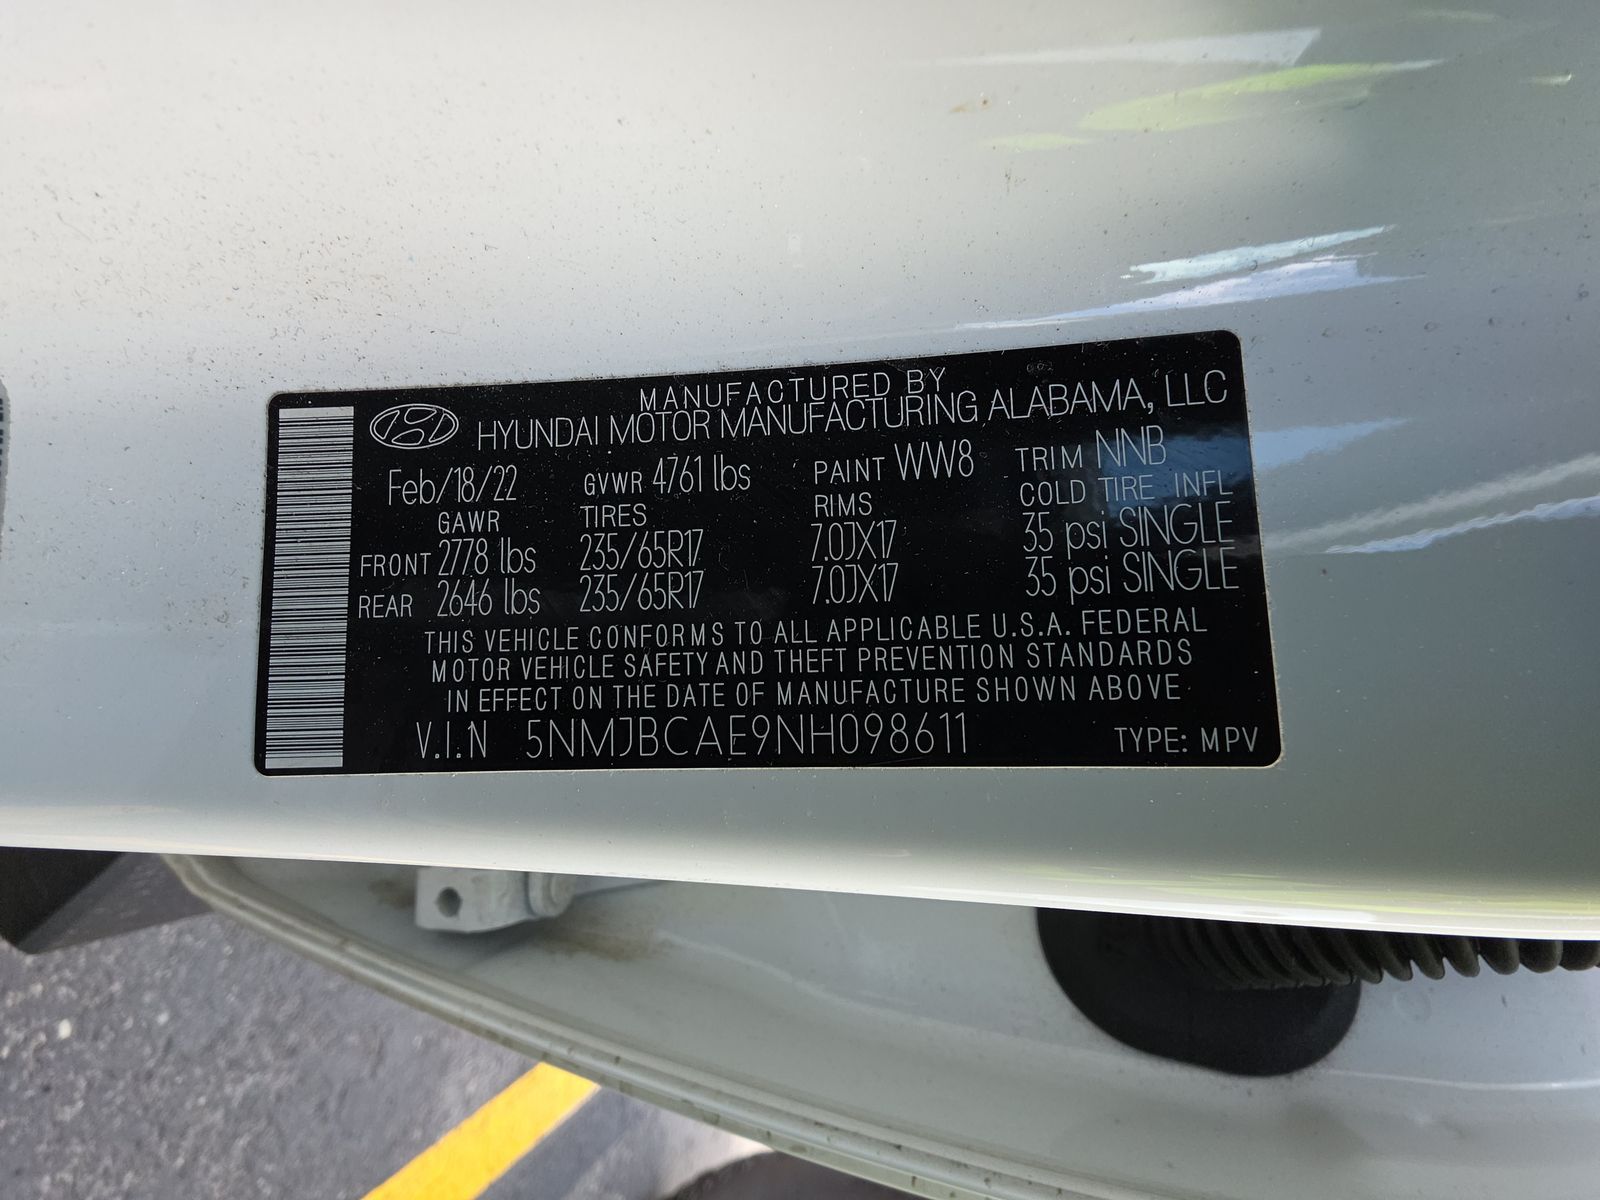 MANUFACTURED BY
HYUNDAI MOTOR MANUFACTURING ALABAMA, LLC
Feb/18/22 GVWR 4761 lbs PAINT WW8 TRIM NNB
GAWR TIRES RIMS COLD TIRE INFL
FRONT 2778 lbs 235/65R17 7.0JX17 35 psi SINGLE
REAR 2646 lbs 235/65R17 7.0JX17 35 psi SINGLE
THIS VEHICLE CONFORMS TO ALL APPLICABLE U.S.A. FEDERAL
MOTOR VEHICLE SAFETY AND THEFT PREVENTION STANDARDS
IN EFFECT ON THE DATE OF MANUFACTURE SHOWN ABOVE
V.I.N 5NMJBCAE9NH098611 TYPE: MPV